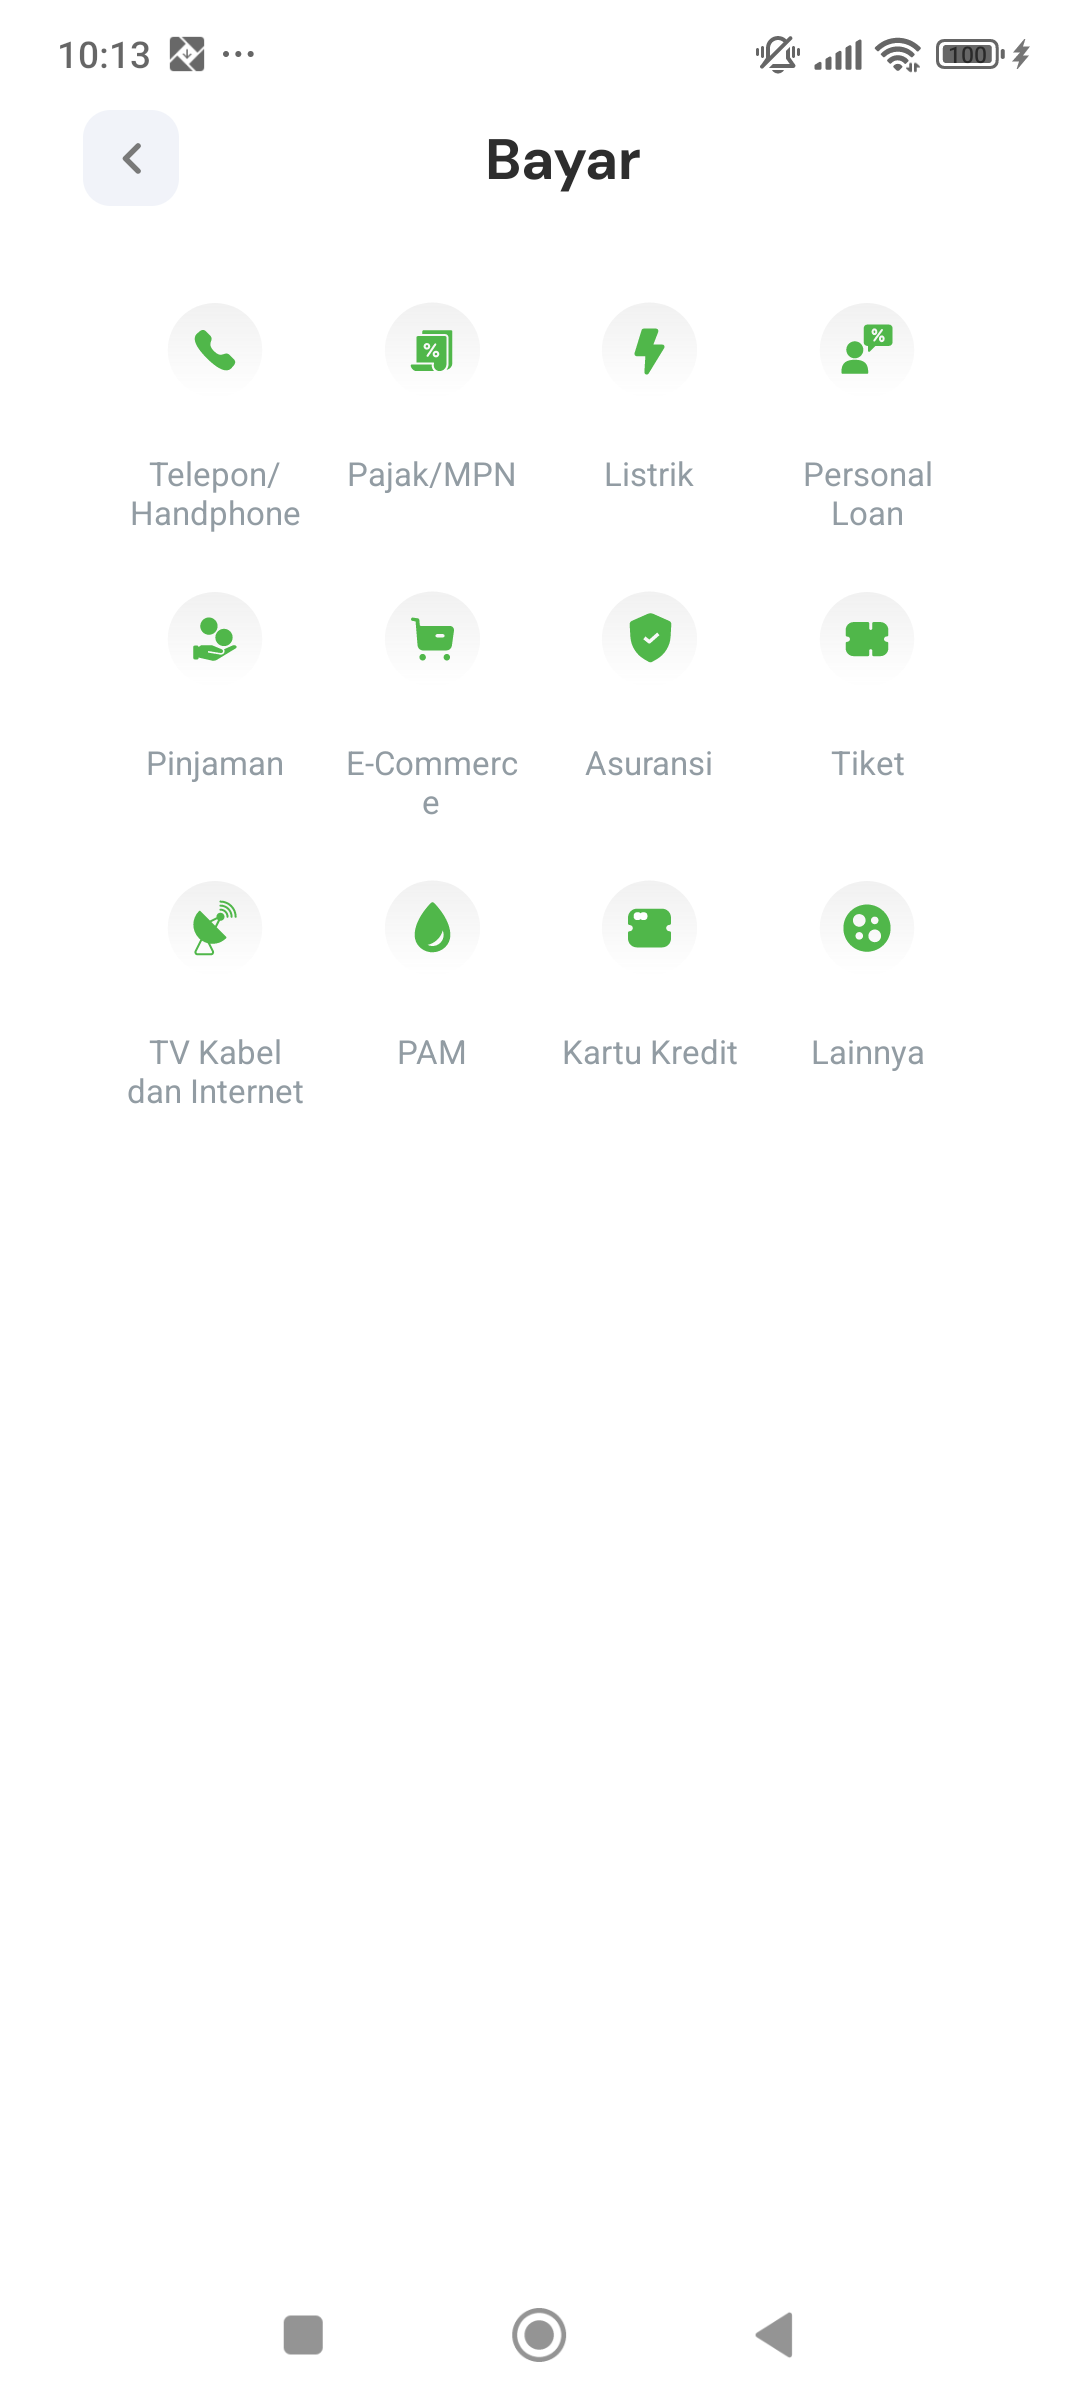 10:13
100
Bayar
%
%
Telepon/
Handphone
Pajak/MPN
Listrik
Personal
Loan
Pinjaman
E-Commerc
e
Asuransi
Tiket
TV Kabel
dan Internet
PAM
Kartu Kredit
Lainnya